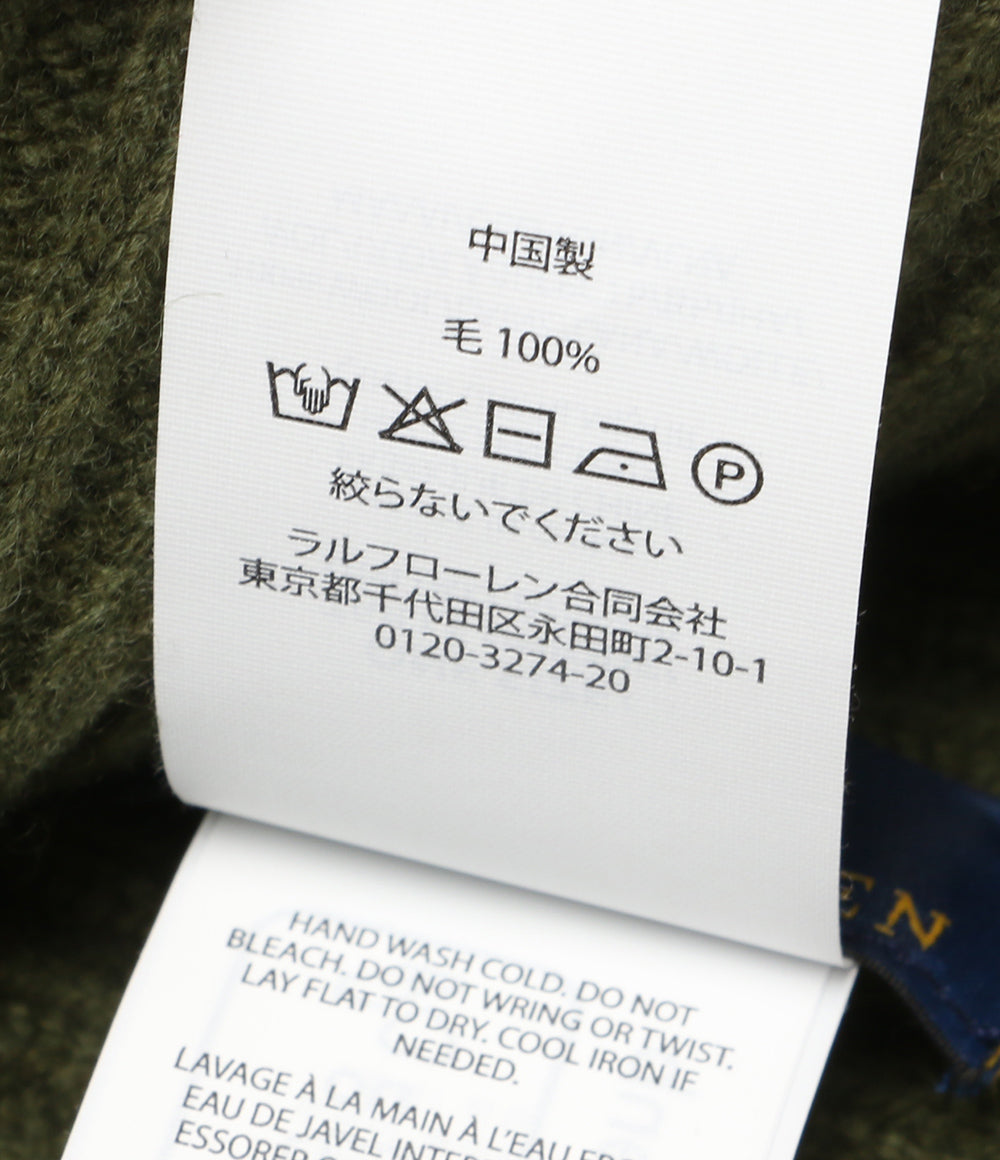 中国製
毛 100%
P
絞らないでください
ラルフローレン合同会社
東京都千代田区永田町2-10-1
0120-3274-20
EN
HAND WASH COLD. DO NOT
BLEACH. DO NOT WRING OR TWIST.
LAY FLAT TO DRY. COOL IRON IF
NEEDED.
LAVAGE À LA MAIN À L'EAU
EAU DE JAVEL
ESSORER